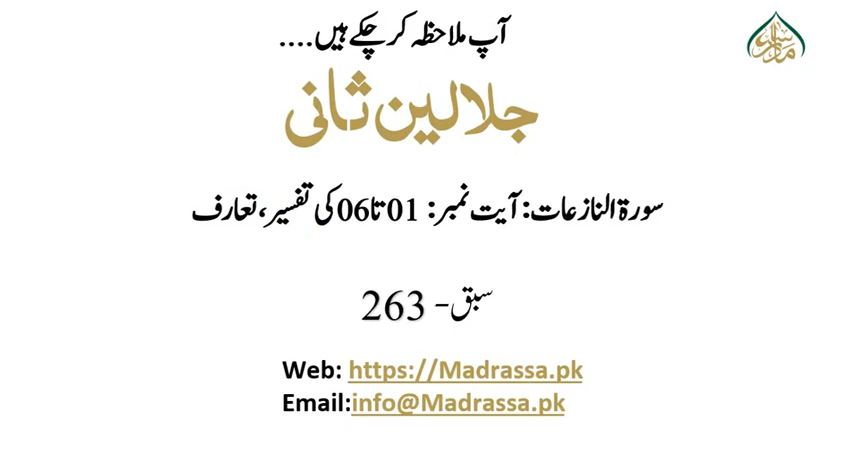 آپ ملاحظہ کر چکے ہیں....
جلالین ثانی
سورۃ النازعات: آیت نمبر: 01 تا 06 کی تفسیر، تعارف
سبق- 263
Web: https://Madrassa.pk
Email:info@Madrassa.pk